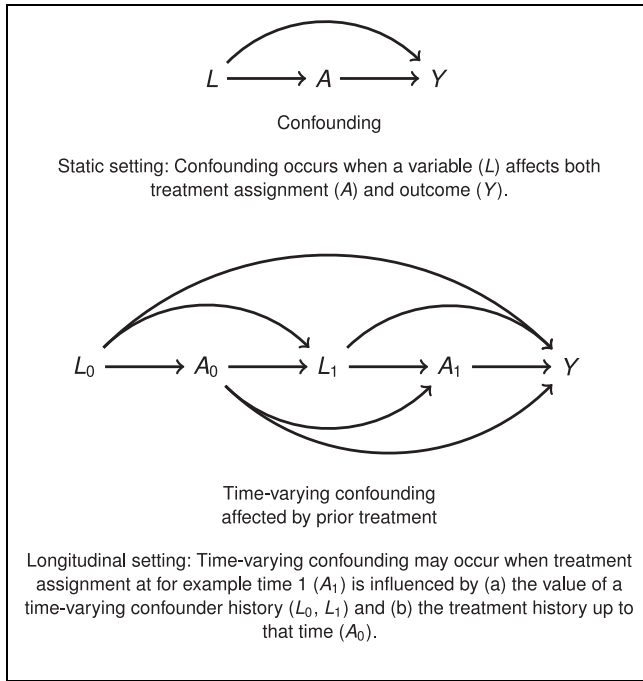 L A Y
Confounding
Static setting: Confounding occurs when a variable (L) affects both
treatment assignment (A) and outcome (Y).
L₀ A₀ L₁ A₁ Y
Time-varying confounding
affected by prior treatment
Longitudinal setting: Time-varying confounding may occur when treatment
assignment at for example time 1 (A₁) is influenced by (a) the value of a
time-varying confounder history (L₀, L₁) and (b) the treatment history up to
that time (A₀).